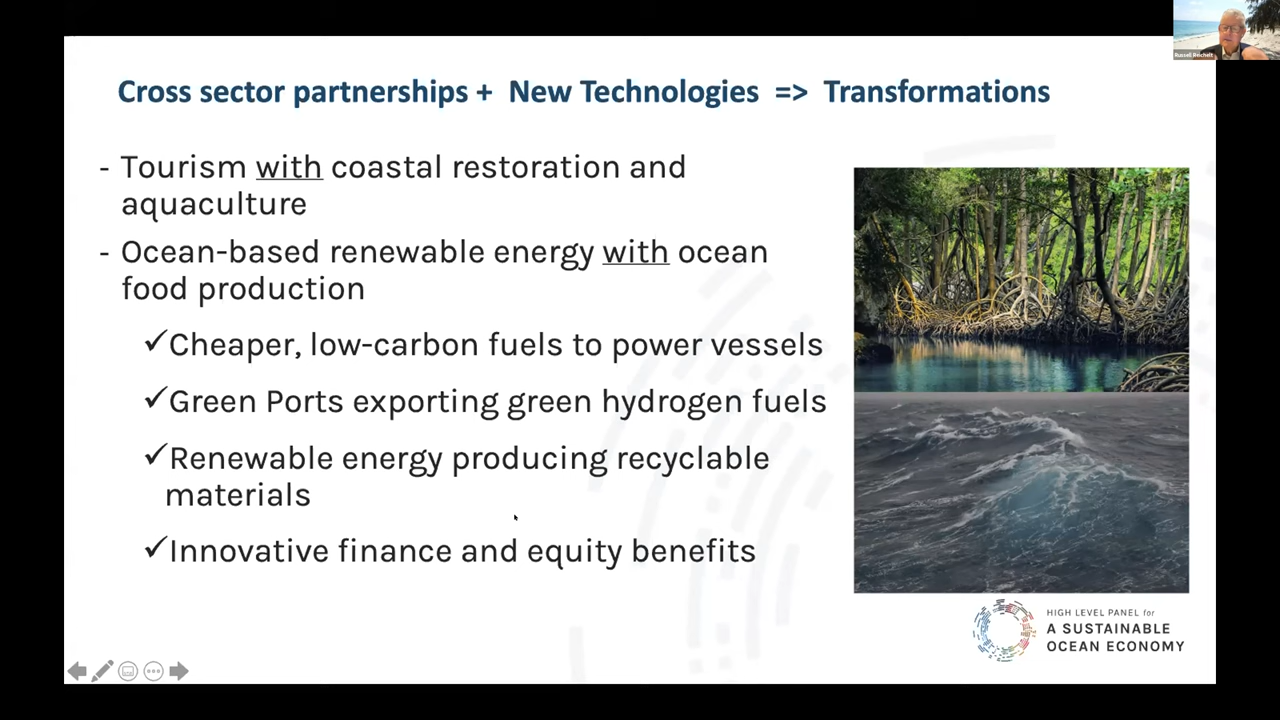 Cross sector partnerships + New Technologies => Transformations
- Tourism with coastal restoration and
aquaculture
- Ocean-based renewable energy with ocean
food production
✓Cheaper, low-carbon fuels to power vessels
✓Green Ports exporting green hydrogen fuels
✓Renewable energy producing recyclable
materials
✓Innovative finance and equity benefits
HIGH LEVEL PANEL for
A SUSTAINABLE
OCEAN ECONOMY
Russell Reichelt